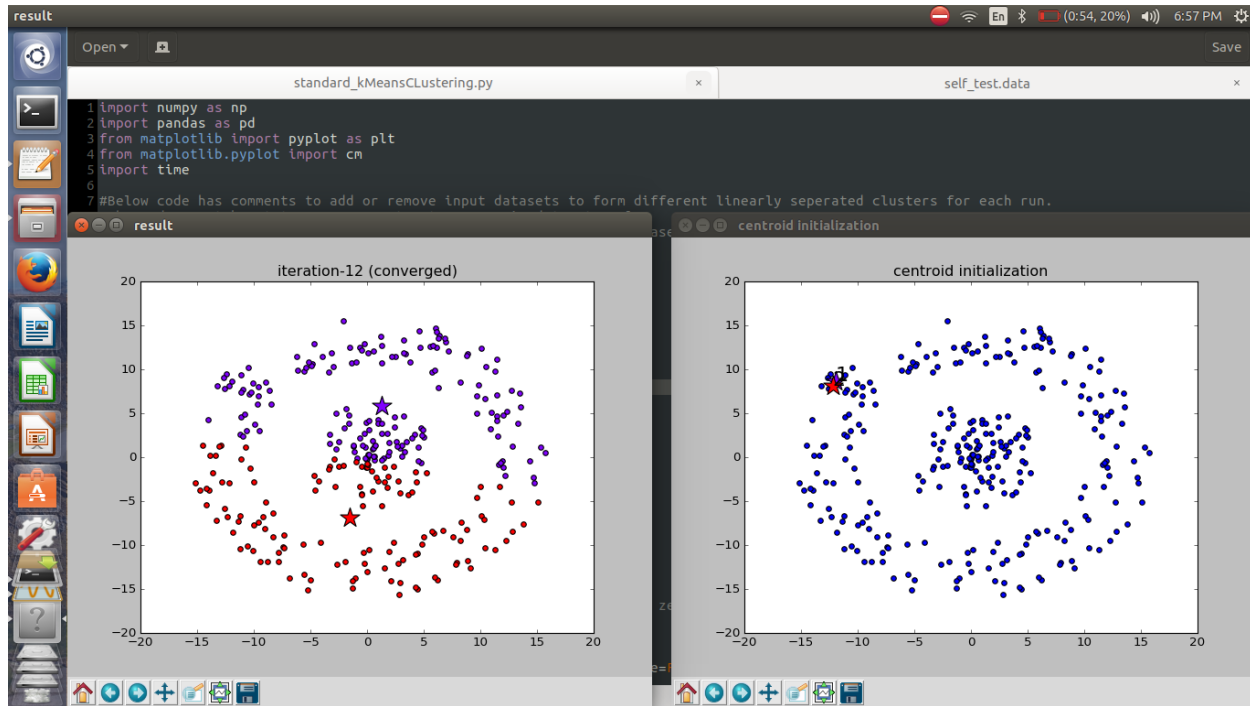 result
En (0:54, 20%) 6:57 PM
Open Save
standard_kMeansCLustering.py × self_test.data ×
1 import numpy as np
2 import pandas as pd
3 from matplotlib import pyplot as plt
4 from matplotlib.pyplot import cm
5 import time
6
7 #Below code has comments to add or remove input datasets to form different linearly seperated clusters for each run.
result
iteration-12 (converged)
20
15
10
5
0
−5
−10
−15
−20
−20 −15 −10 −5 0 5 10 15 20
centroid initialization
centroid initialization
20
15
10
5
0
−5
−10
−15
−20
−20 −15 −10 −5 0 5 10 15 20